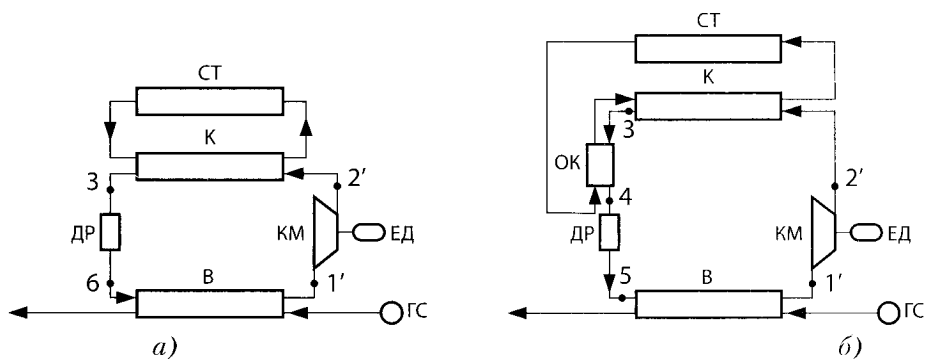 СТ
К
3
2′
ДР
КМ
ЕД
6
В
1′
ГС
а)
СТ
К
3
ОК
4
2′
ДР
КМ
ЕД
5
В
1′
ГС
б)